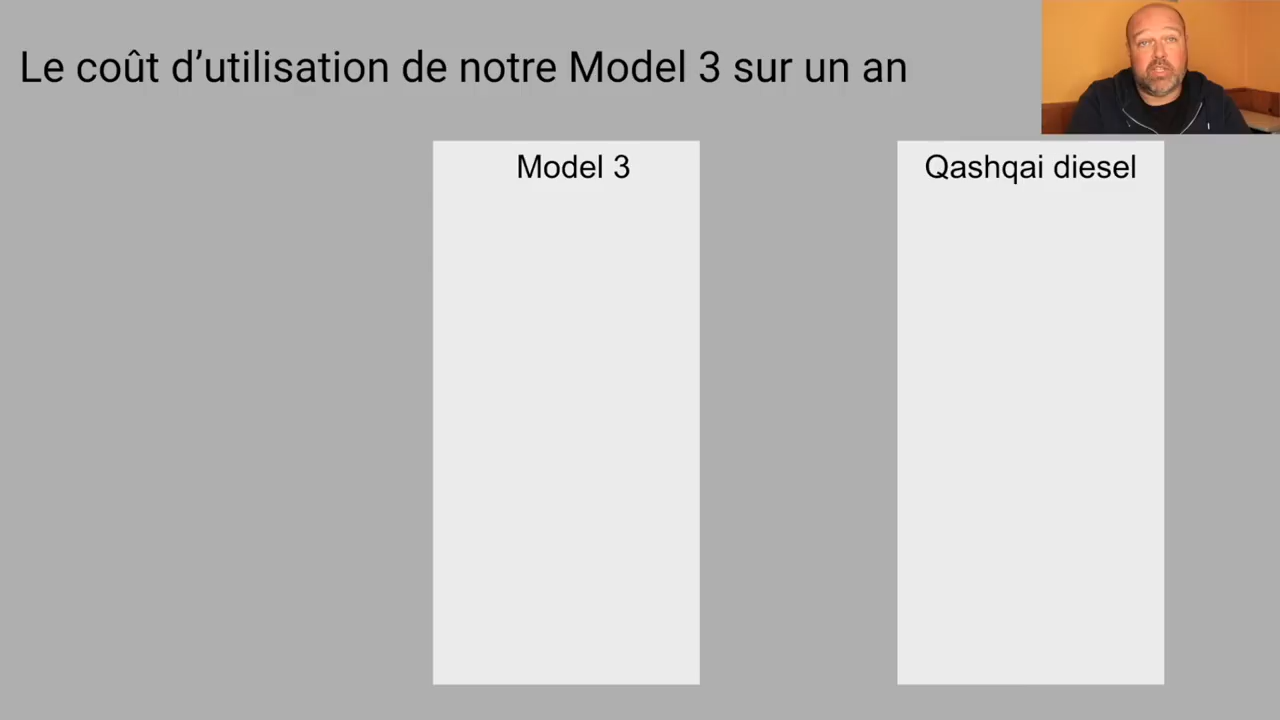 Le coût d’utilisation de notre Model 3 sur un an
Model 3
Qashqai diesel